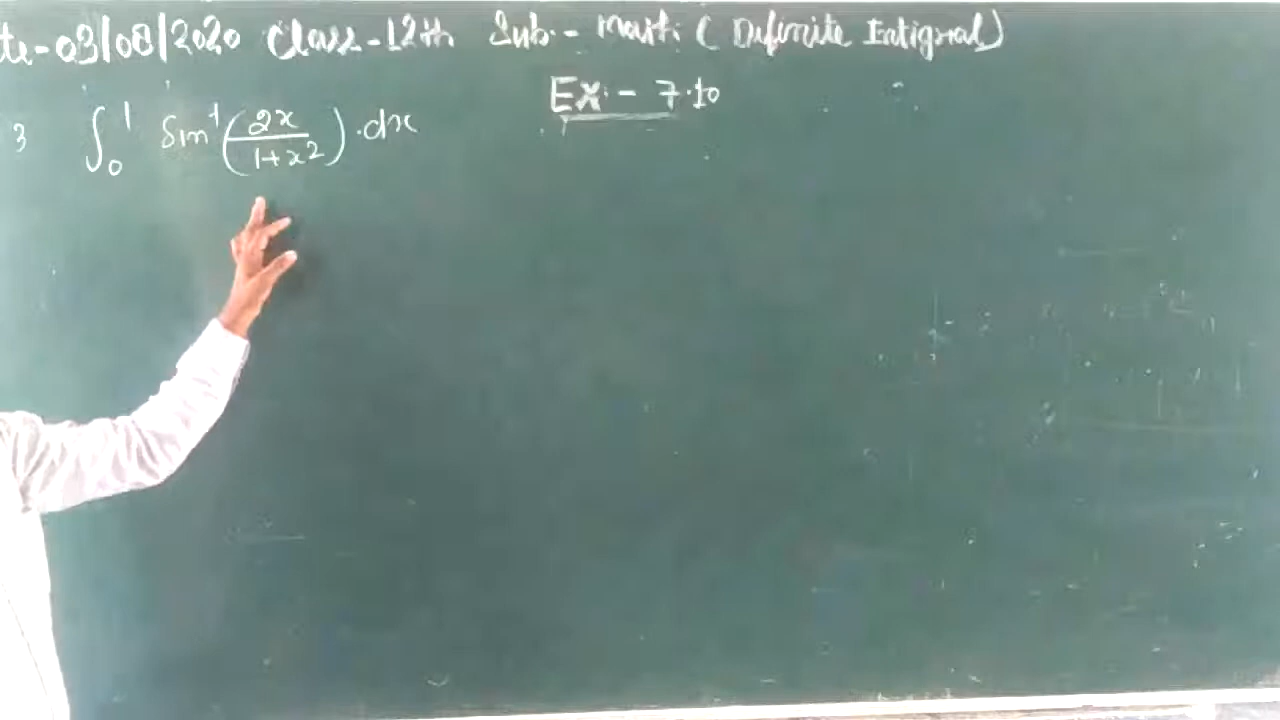 te-03/08/2020 Class-12th Sub-- Math: ( Definite Entigral)
Ex.- 7.10
3 ∫₀¹ Sin⁻¹(2x/1+x²).dx